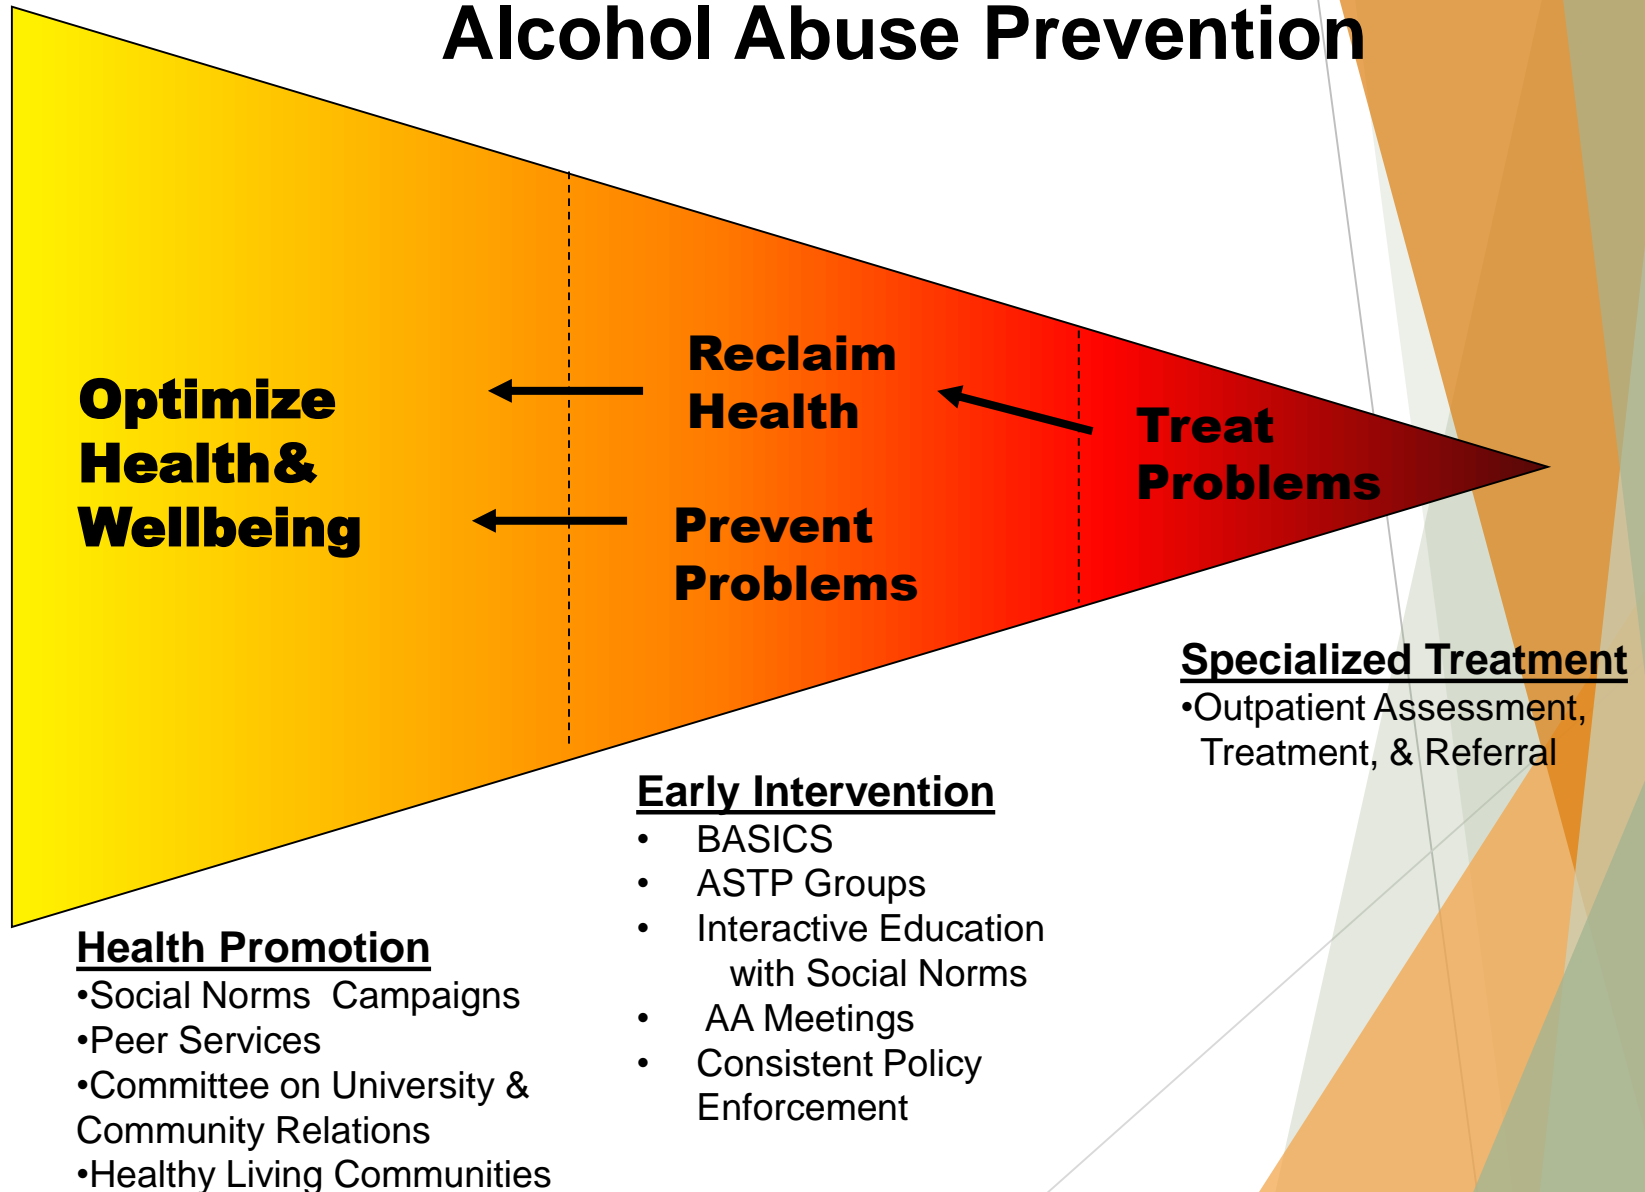 Alcohol Abuse Prevention
Optimize
Health&
Wellbeing
Reclaim
Health
Prevent
Problems
Treat
Problems
Health Promotion
•Social Norms  Campaigns
•Peer Services
•Committee on University &
Community Relations
•Healthy Living Communities
Early Intervention
• BASICS
• ASTP Groups
• Interactive Education
with Social Norms
• AA Meetings
• Consistent Policy
Enforcement
Specialized Treatment
•Outpatient Assessment,
Treatment, & Referral